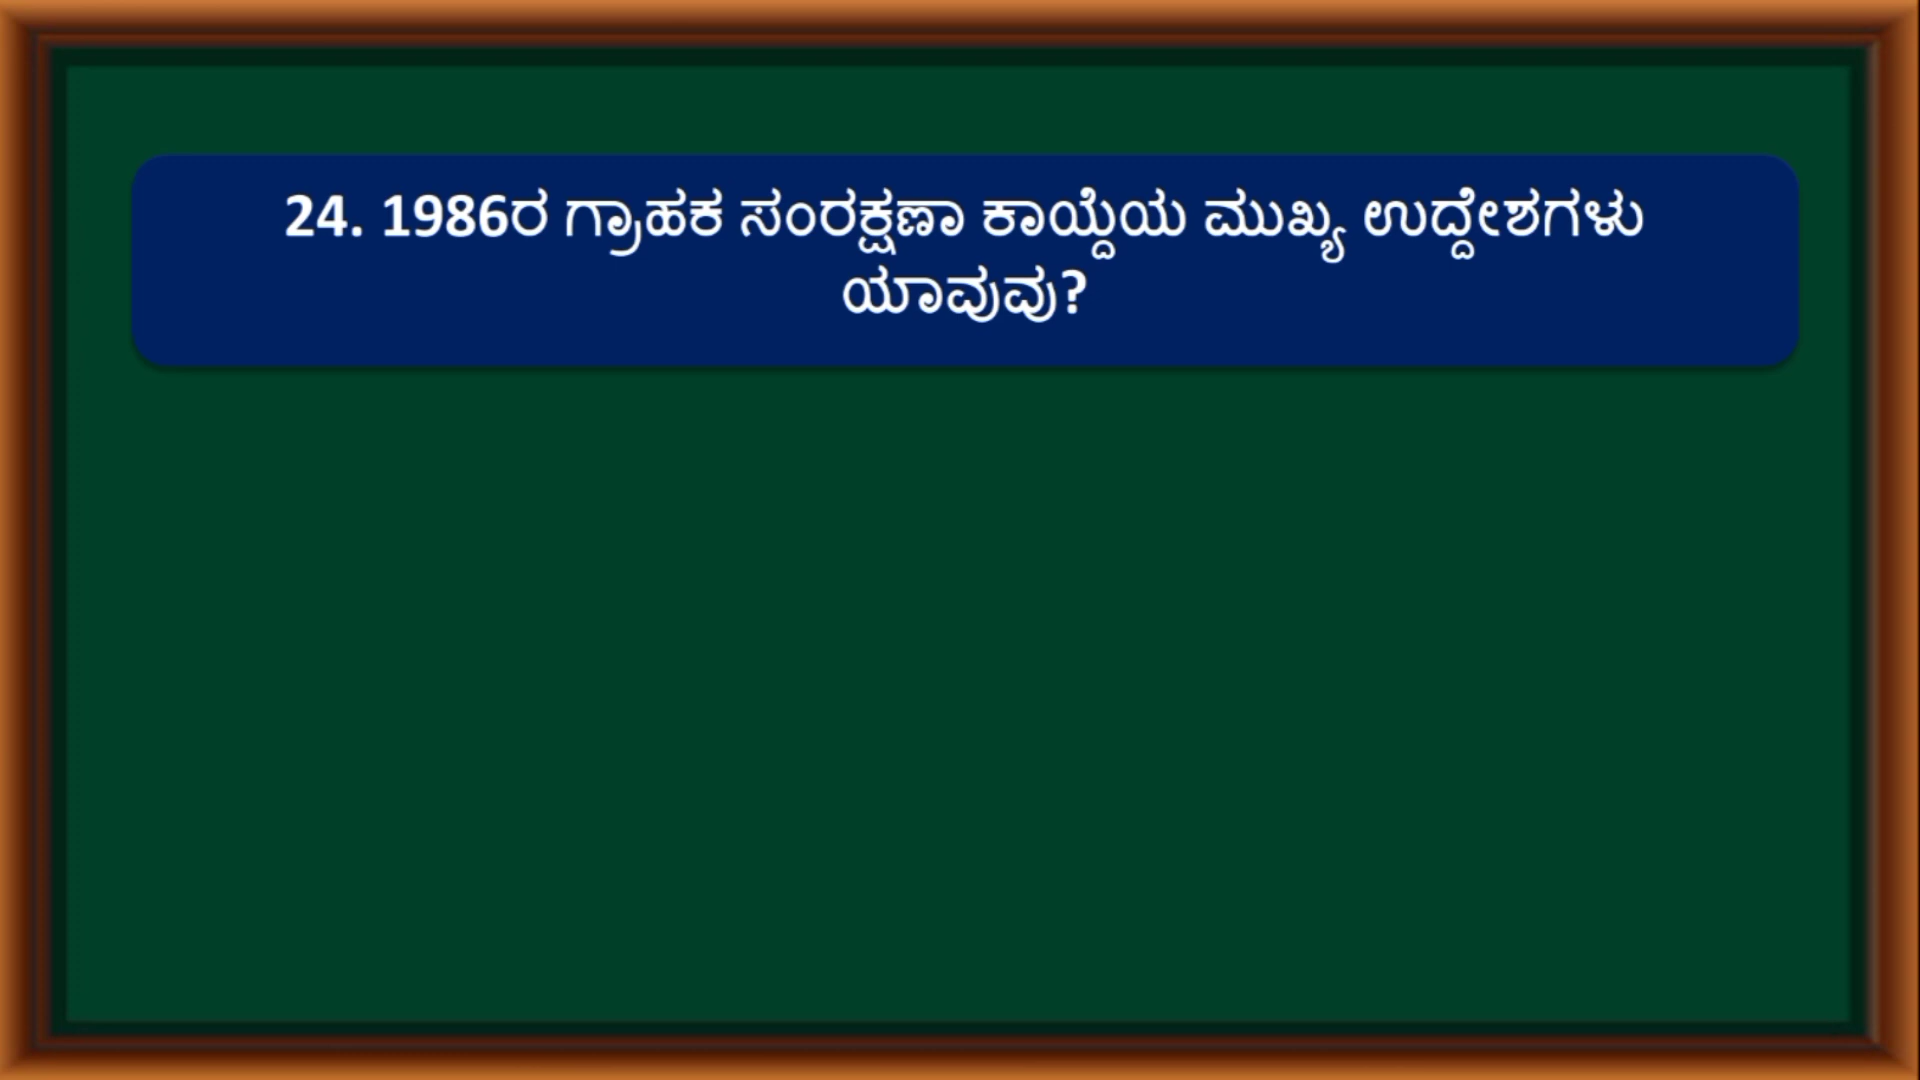 24. 1986ರ ಗ್ರಾಹಕ ಸಂರಕ್ಷಣಾ ಕಾಯ್ದೆಯ ಮುಖ್ಯ ಉದ್ದೇಶಗಳು
ಯಾವುವು?